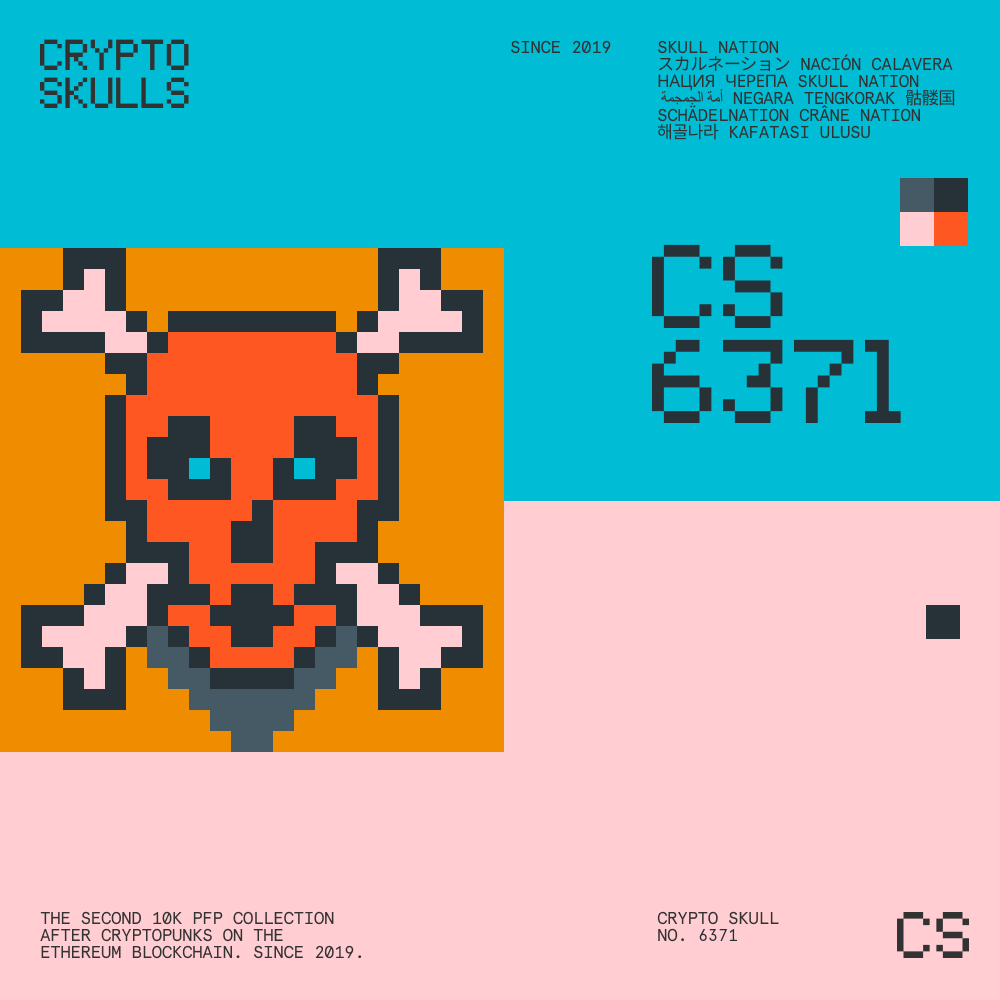 CRYPTO
SKULLS
SINCE 2019
SKULL NATION
スカルネーション NACIÓN CALAVERA
НАЦИЯ ЧЕРЕПА SKULL NATION
أمة الجمجمة NEGARA TENGKORAK 骷髅国
SCHÄDELNATION CRÂNE NATION
해골나라 KAFATASI ULUSU
CS
6371
THE SECOND 10K PFP COLLECTION
AFTER CRYPTOPUNKS ON THE
ETHEREUM BLOCKCHAIN. SINCE 2019.
CRYPTO SKULL
NO. 6371
CS